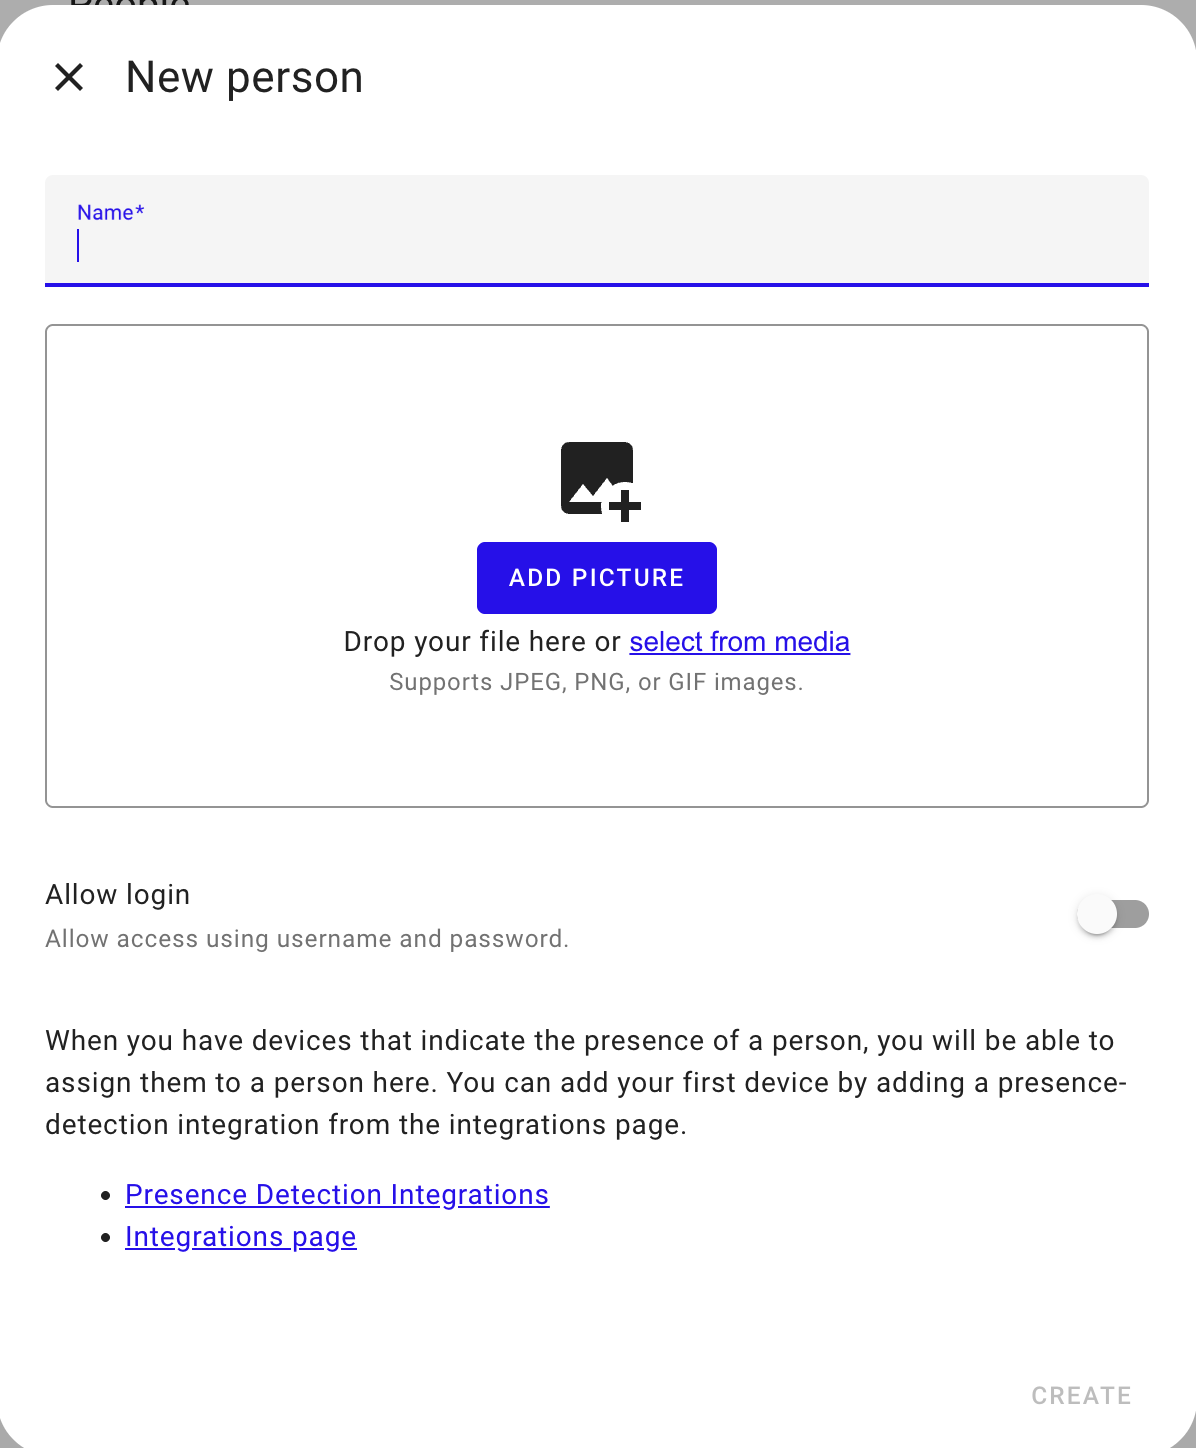 People
New person
Name*
ADD PICTURE
Drop your file here or select from media
Supports JPEG, PNG, or GIF images.
Allow login
Allow access using username and password.
When you have devices that indicate the presence of a person, you will be able to
assign them to a person here. You can add your first device by adding a presence-
detection integration from the integrations page.
Presence Detection Integrations
Integrations page
CREATE